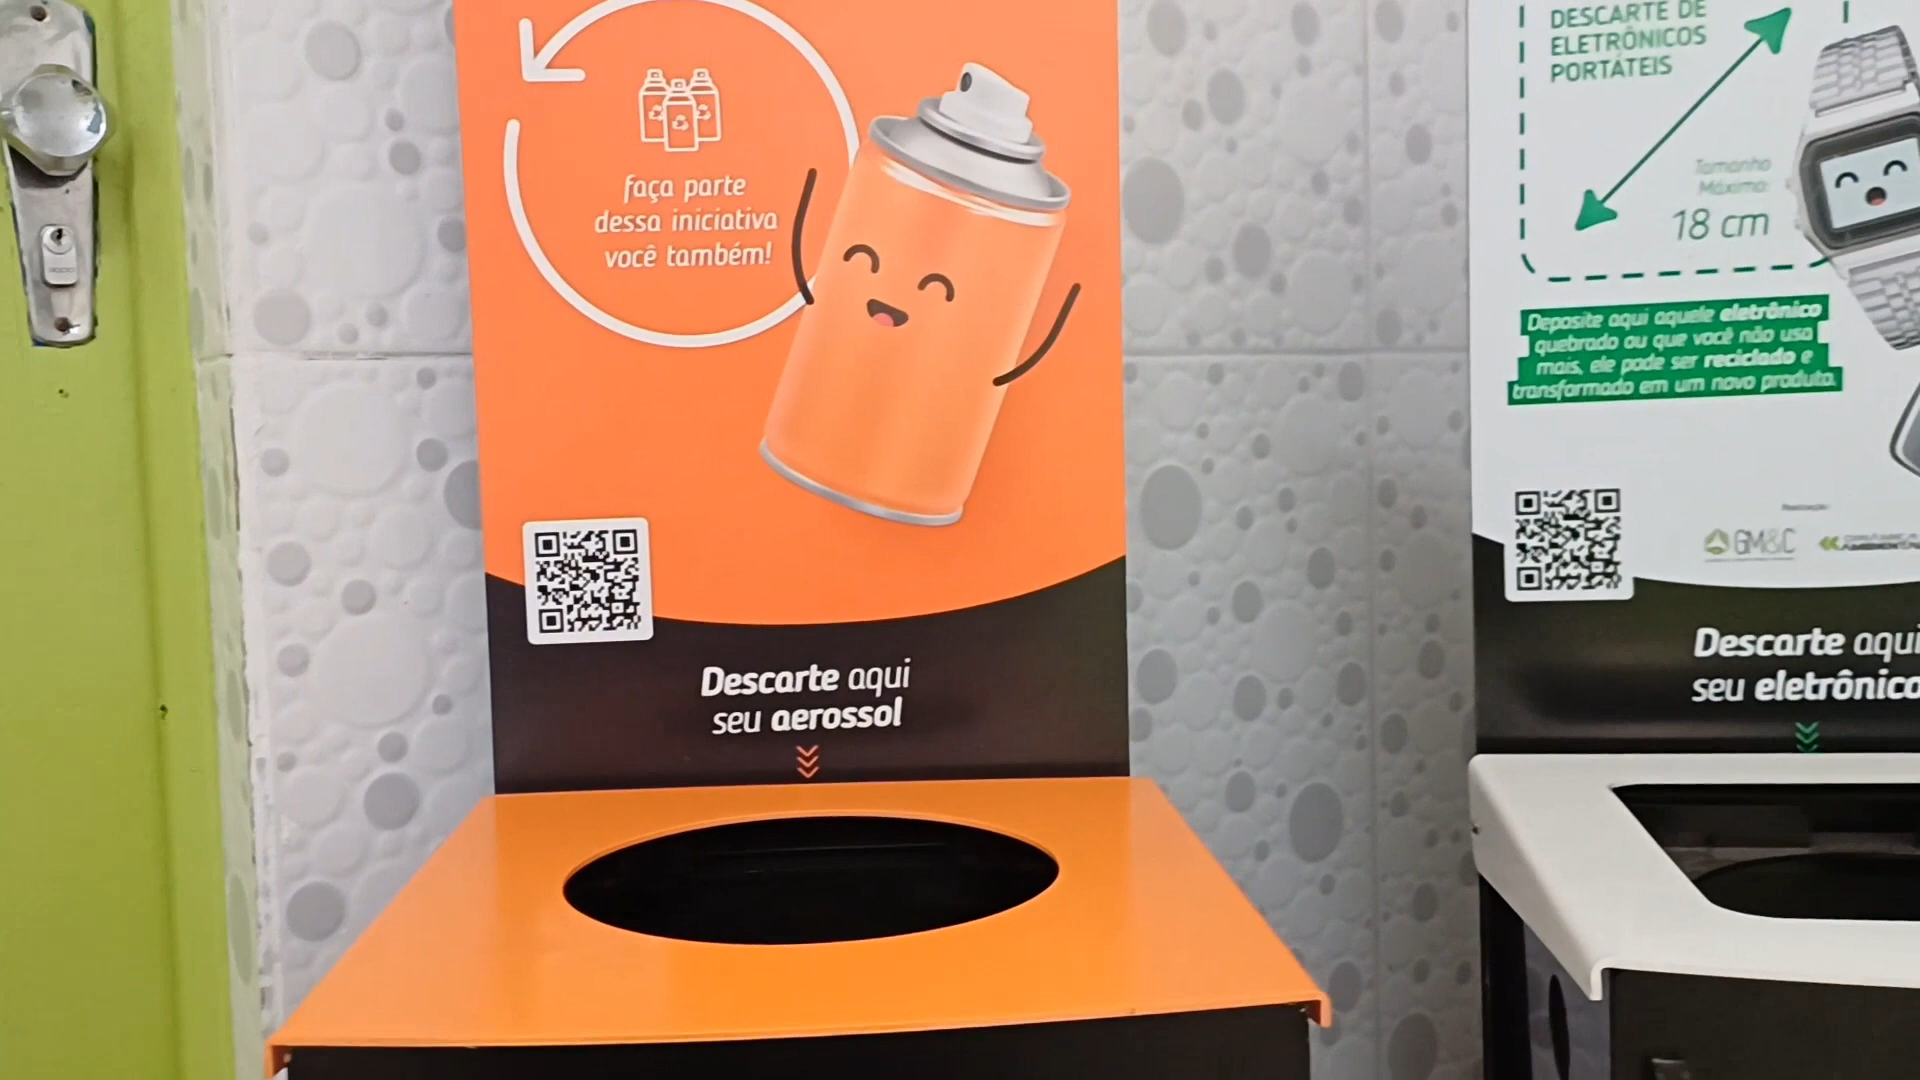 faça parte
dessa iniciativa
você também!
Descarte aqui
seu aerossol
DESCARTE DE
ELETRÔNICOS
PORTÁTEIS
Tamanho
Máximo:
18 cm
Deposite aqui aquele eletrônico
quebrado ou que você não usa
mais, ele pode ser reciclado e
transformado em um novo produto.
GM&C
Descarte aqui
seu eletrônico